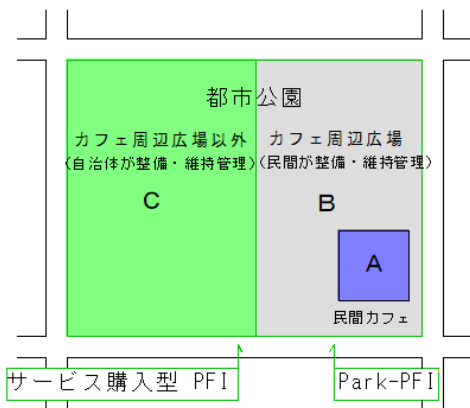 都市公園
カフェ周辺広場以外
(自治体が整備・維持管理)
C
カフェ周辺広場
(民間が整備・維持管理)
B
A
民間カフェ
サービス購入型 PFI
Park-PFI